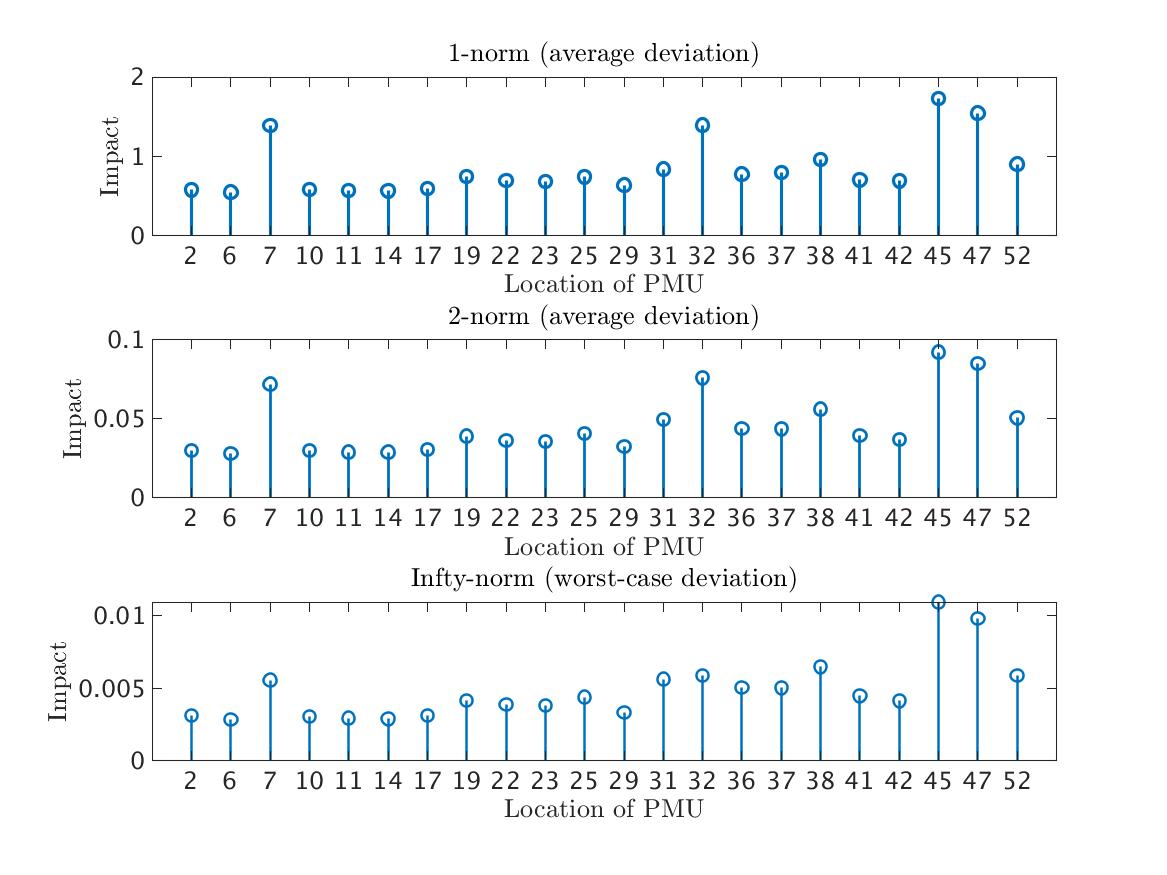 1-norm (average deviation)
2
1
0
Impact
2 6 7 10 11 14 17 19 22 23 25 29 31 32 36 37 38 41 42 45 47 52
Location of PMU
2-norm (average deviation)
0.1
0.05
0
Impact
2 6 7 10 11 14 17 19 22 23 25 29 31 32 36 37 38 41 42 45 47 52
Location of PMU
Infty-norm (worst-case deviation)
0.01
0.005
0
Impact
2 6 7 10 11 14 17 19 22 23 25 29 31 32 36 37 38 41 42 45 47 52
Location of PMU